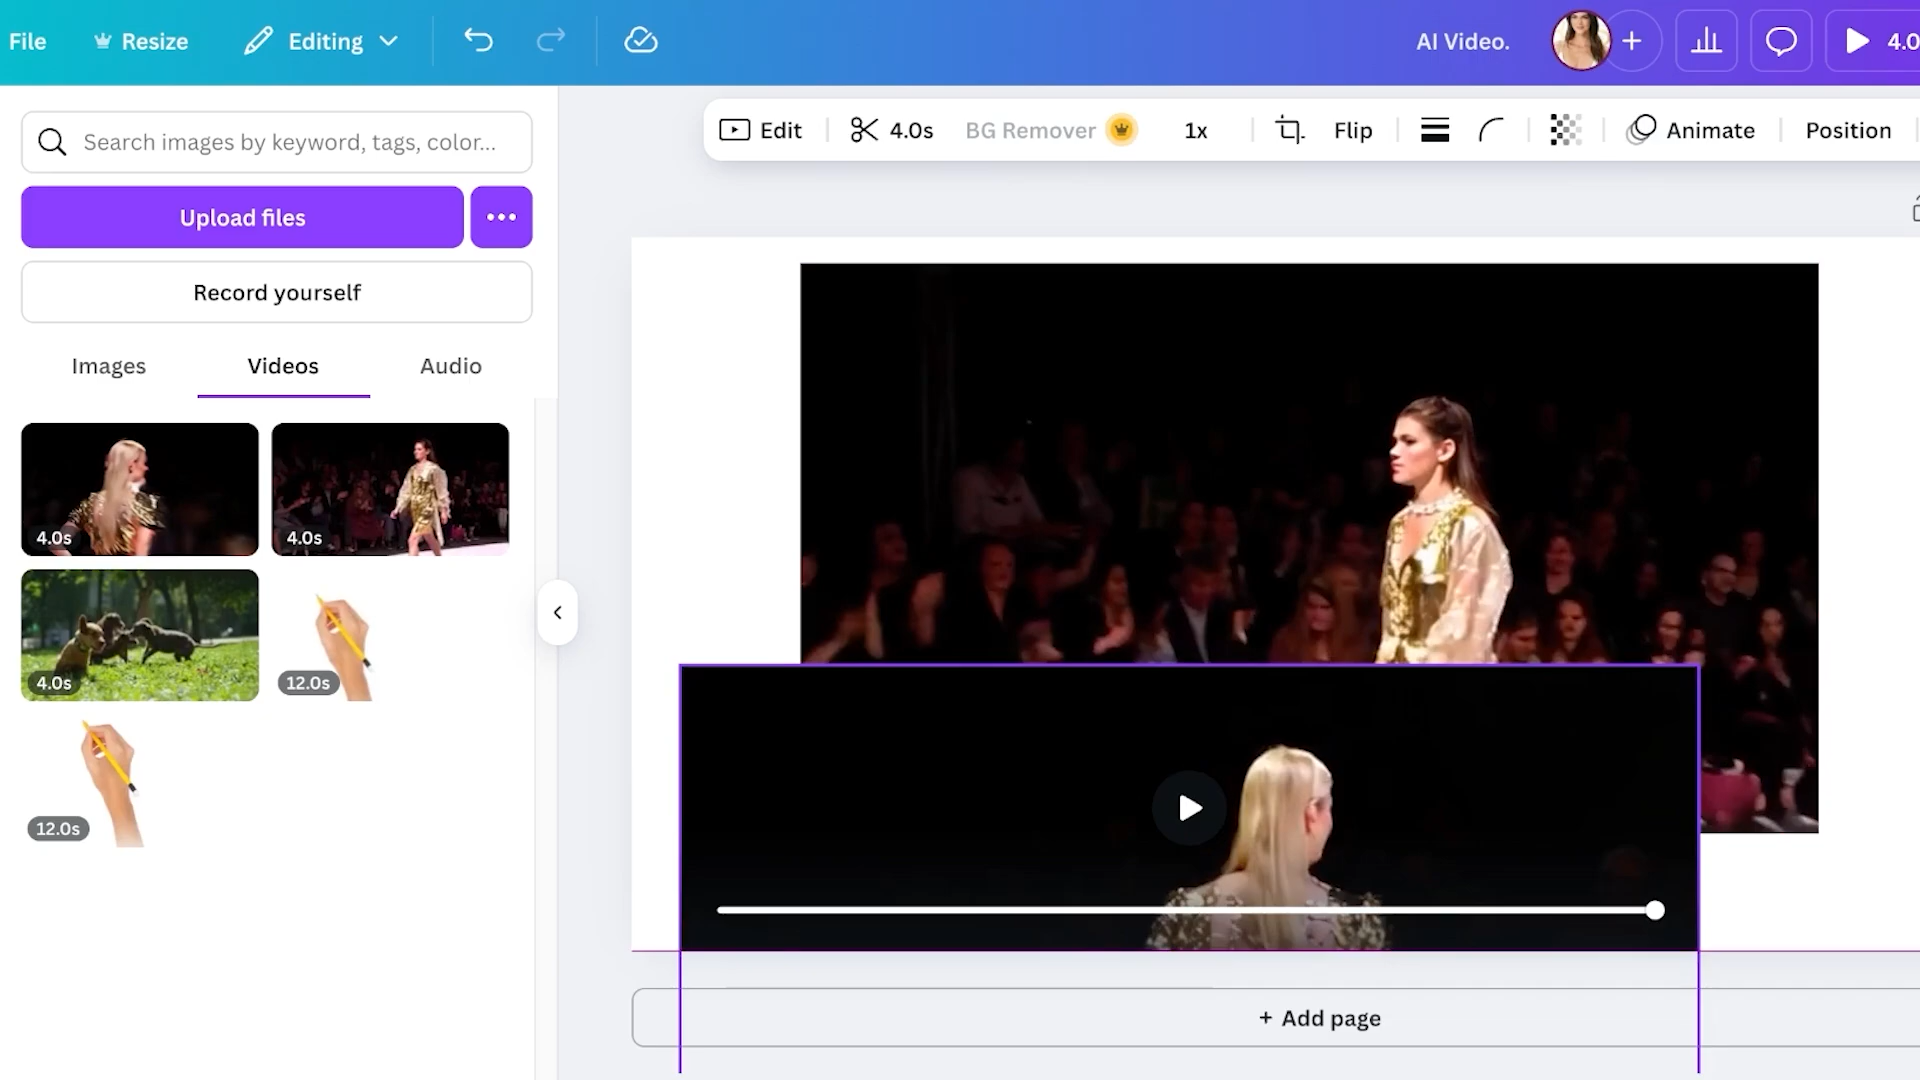 File
Resize
Editing
AI Video.
4.0
Search images by keyword, tags, color...
Upload files
Record yourself
Images
Videos
Audio
4.0s
4.0s
4.0s
12.0s
12.0s
Edit
4.0s
BG Remover
1x
Flip
Animate
Position
+ Add page